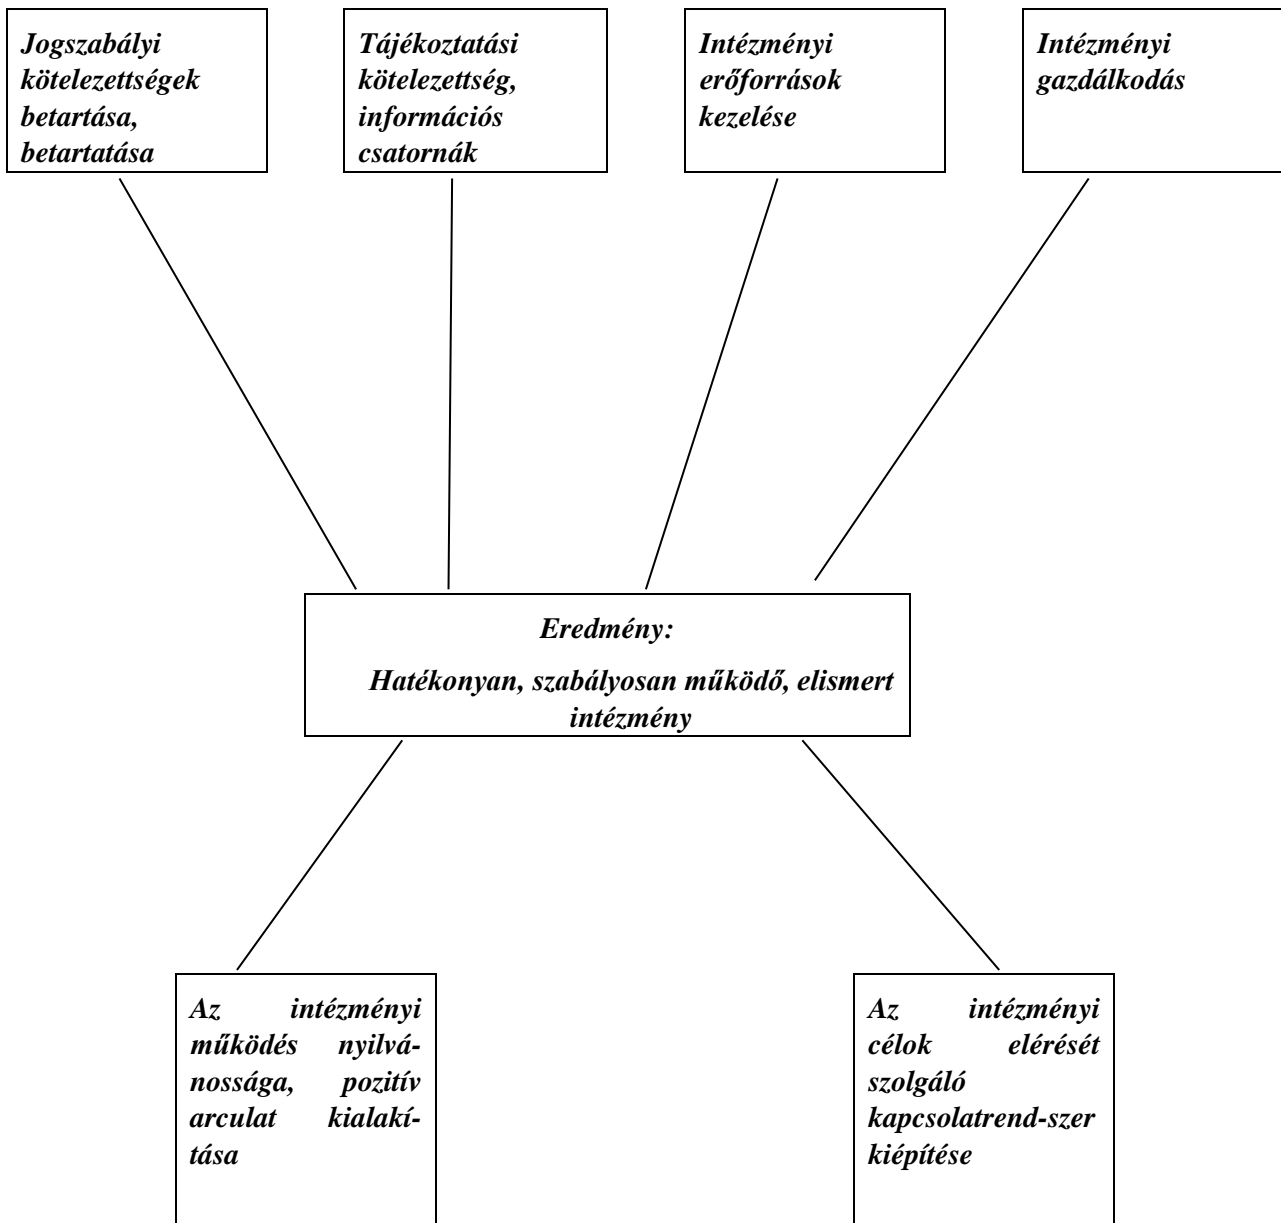 Jogszabályi
kötelezettségek
betartása,
betartatása
Tájékoztatási
kötelezettség,
információs
csatornák
Intézményi
erőforrások
kezelése
Intézményi
gazdálkodás
Eredmény:
Hatékonyan, szabályosan működő, elismert
intézmény
Az intézményi
működés nyilvá-
nossága, pozitív
arculat kialakí-
tása
Az intézményi
célok elérését
szolgáló
kapcsolatrend-szer
kiépítése